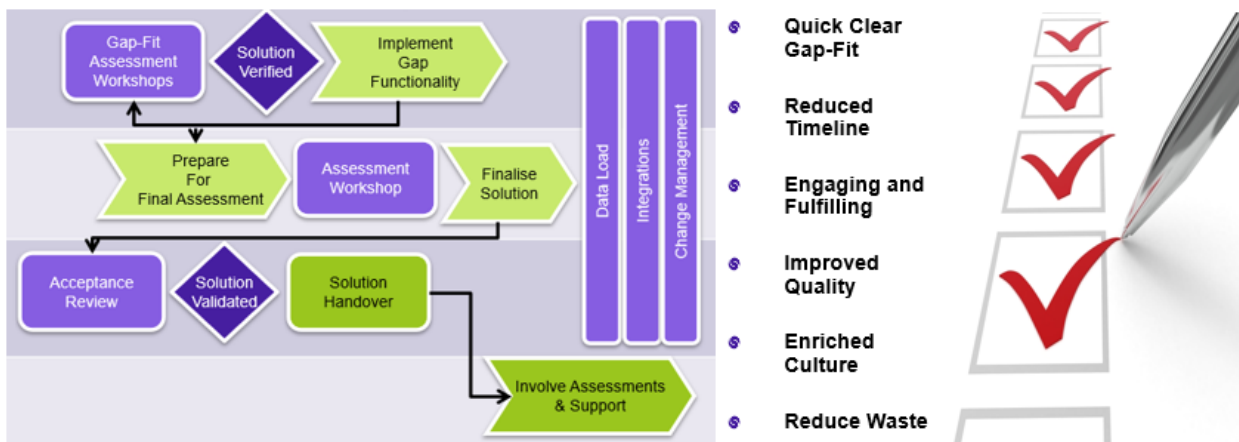 Gap-Fit
Assessment
Workshops
Solution
Verified
Implement
Gap
Functionality
Prepare
For
Final Assessment
Assessment
Workshop
Finalise
Solution
Acceptance
Review
Solution
Validated
Solution
Handover
Involve Assessments
& Support
Data Load
Integrations
Change Management
Quick Clear
Gap-Fit
Reduced
Timeline
Engaging and
Fulfilling
Improved
Quality
Enriched
Culture
Reduce Waste